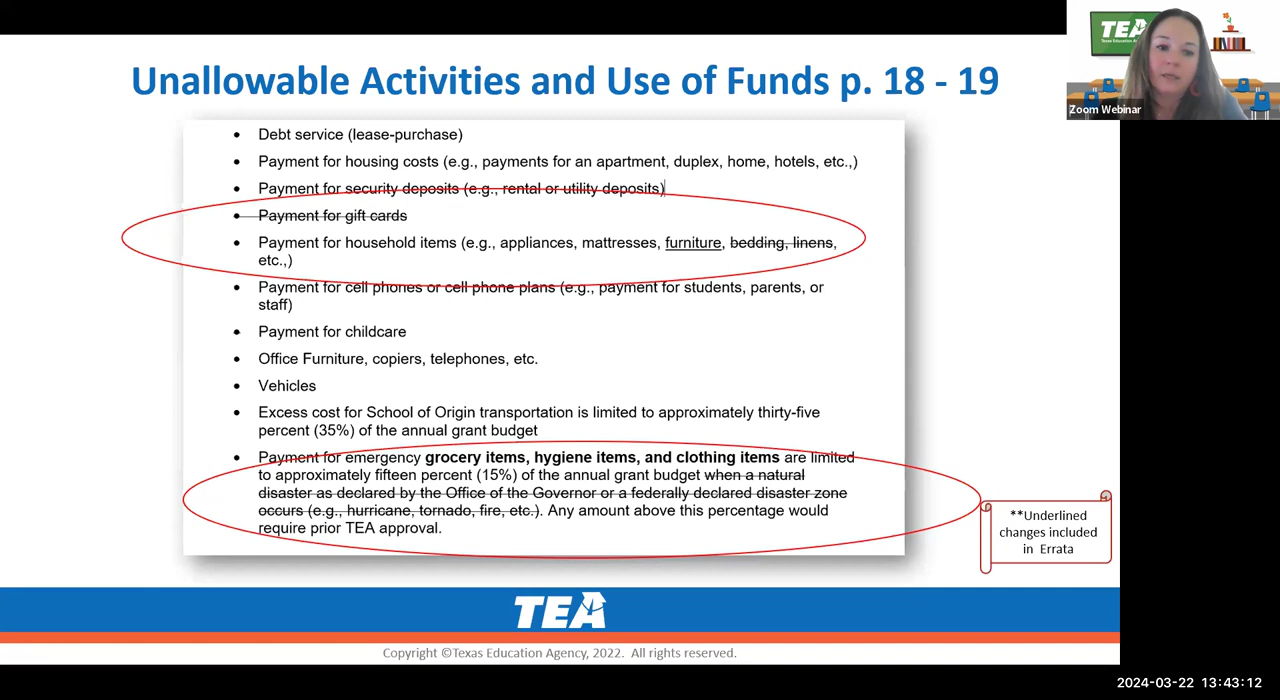 TEA
Texas Education Ag
Zoom Webinar
Unallowable Activities and Use of Funds p. 18 - 19
• Debt service (lease-purchase)
• Payment for housing costs (e.g., payments for an apartment, duplex, home, hotels, etc.,)
• Payment for security deposits (e.g., rental or utility deposits)
• Payment for gift cards
• Payment for household items (e.g., appliances, mattresses, furniture, bedding, linens,
etc.,)
• Payment for cell phones or cell phone plans (e.g., payment for students, parents, or
staff)
• Payment for childcare
• Office Furniture, copiers, telephones, etc.
• Vehicles
• Excess cost for School of Origin transportation is limited to approximately thirty-five
percent (35%) of the annual grant budget
• Payment for emergency grocery items, hygiene items, and clothing items are limited
to approximately fifteen percent (15%) of the annual grant budget when a natural
disaster as declared by the Office of the Governor or a federally declared disaster zone
occurs (e.g., hurricane, tornado, fire, etc.). Any amount above this percentage would
require prior TEA approval.
**Underlined
changes included
in Errata
TEA
Copyright ©Texas Education Agency, 2022. All rights reserved.
2024-03-22 13:43:12